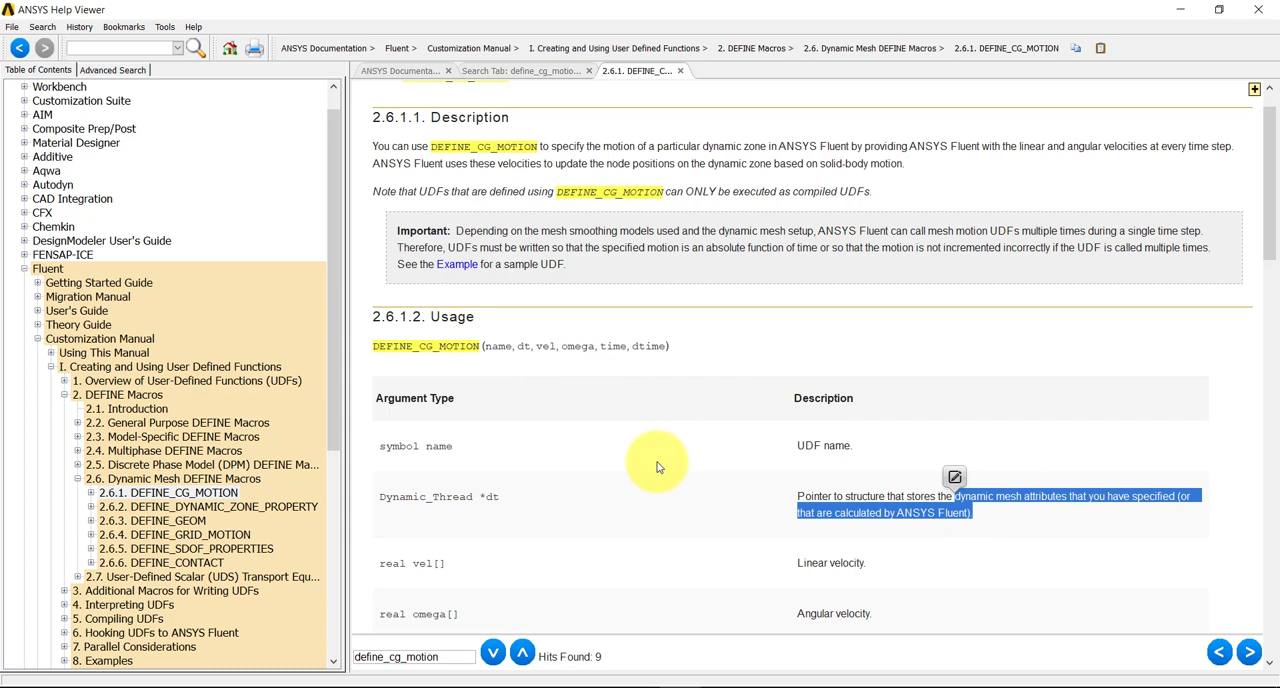 ANSYS Help Viewer
File Search History Bookmarks Tools Help
ANSYS Documentation > Fluent > Customization Manual > I. Creating and Using User Defined Functions > 2. DEFINE Macros > 2.6. Dynamic Mesh DEFINE Macros > 2.6.1. DEFINE_CG_MOTION
Table of Contents Advanced Search
ANSYS Documenta... Search Tab: define_cg_motio... 2.6.1. DEFINE_C...
Workbench
Customization Suite
AIM
Composite Prep/Post
Material Designer
Additive
Aqwa
Autodyn
CAD Integration
CFX
Chemkin
DesignModeler User's Guide
FENSAP-ICE
Fluent
Getting Started Guide
Migration Manual
User's Guide
Theory Guide
Customization Manual
Using This Manual
I. Creating and Using User Defined Functions
1. Overview of User-Defined Functions (UDFs)
2. DEFINE Macros
2.1. Introduction
2.2. General Purpose DEFINE Macros
2.3. Model-Specific DEFINE Macros
2.4. Multiphase DEFINE Macros
2.5. Discrete Phase Model (DPM) DEFINE Ma...
2.6. Dynamic Mesh DEFINE Macros
2.6.1. DEFINE_CG_MOTION
2.6.2. DEFINE_DYNAMIC_ZONE_PROPERTY
2.6.3. DEFINE_GEOM
2.6.4. DEFINE_GRID_MOTION
2.6.5. DEFINE_SDOF_PROPERTIES
2.6.6. DEFINE_CONTACT
2.7. User-Defined Scalar (UDS) Transport Equ...
3. Additional Macros for Writing UDFs
4. Interpreting UDFs
5. Compiling UDFs
6. Hooking UDFs to ANSYS Fluent
7. Parallel Considerations
8. Examples
2.6.1.1. Description
You can use DEFINE_CG_MOTION to specify the motion of a particular dynamic zone in ANSYS Fluent by providing ANSYS Fluent with the linear and angular velocities at every time step.
ANSYS Fluent uses these velocities to update the node positions on the dynamic zone based on solid-body motion.
Note that UDFs that are defined using DEFINE_CG_MOTION can ONLY be executed as compiled UDFs.
Important: Depending on the mesh smoothing models used and the dynamic mesh setup, ANSYS Fluent can call mesh motion UDFs multiple times during a single time step.
Therefore, UDFs must be written so that the specified motion is an absolute function of time or so that the motion is not incremented incorrectly if the UDF is called multiple times.
See the Example for a sample UDF.
2.6.1.2. Usage
DEFINE_CG_MOTION (name, dt, vel, omega, time, dtime)
Argument Type Description
symbol name UDF name.
Dynamic_Thread *dt Pointer to structure that stores the dynamic mesh attributes that you have specified (or
that are calculated by ANSYS Fluent).
real vel[] Linear velocity.
real omega[] Angular velocity.
define_cg_motion Hits Found: 9